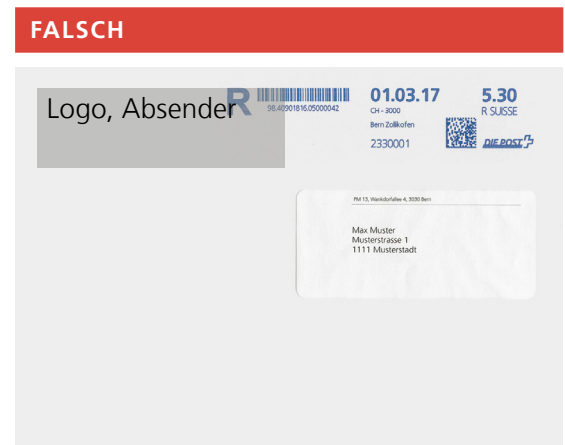 FALSCH
Logo, Absender
R
98.40901816.05000042
01.03.17
CH - 3000
Bern Zollikofen
2330001
5.30
R SUISSE
DIE POST
PM 13, Wankdorfallee 4, 3030 Bern
Max Muster
Musterstrasse 1
1111 Musterstadt